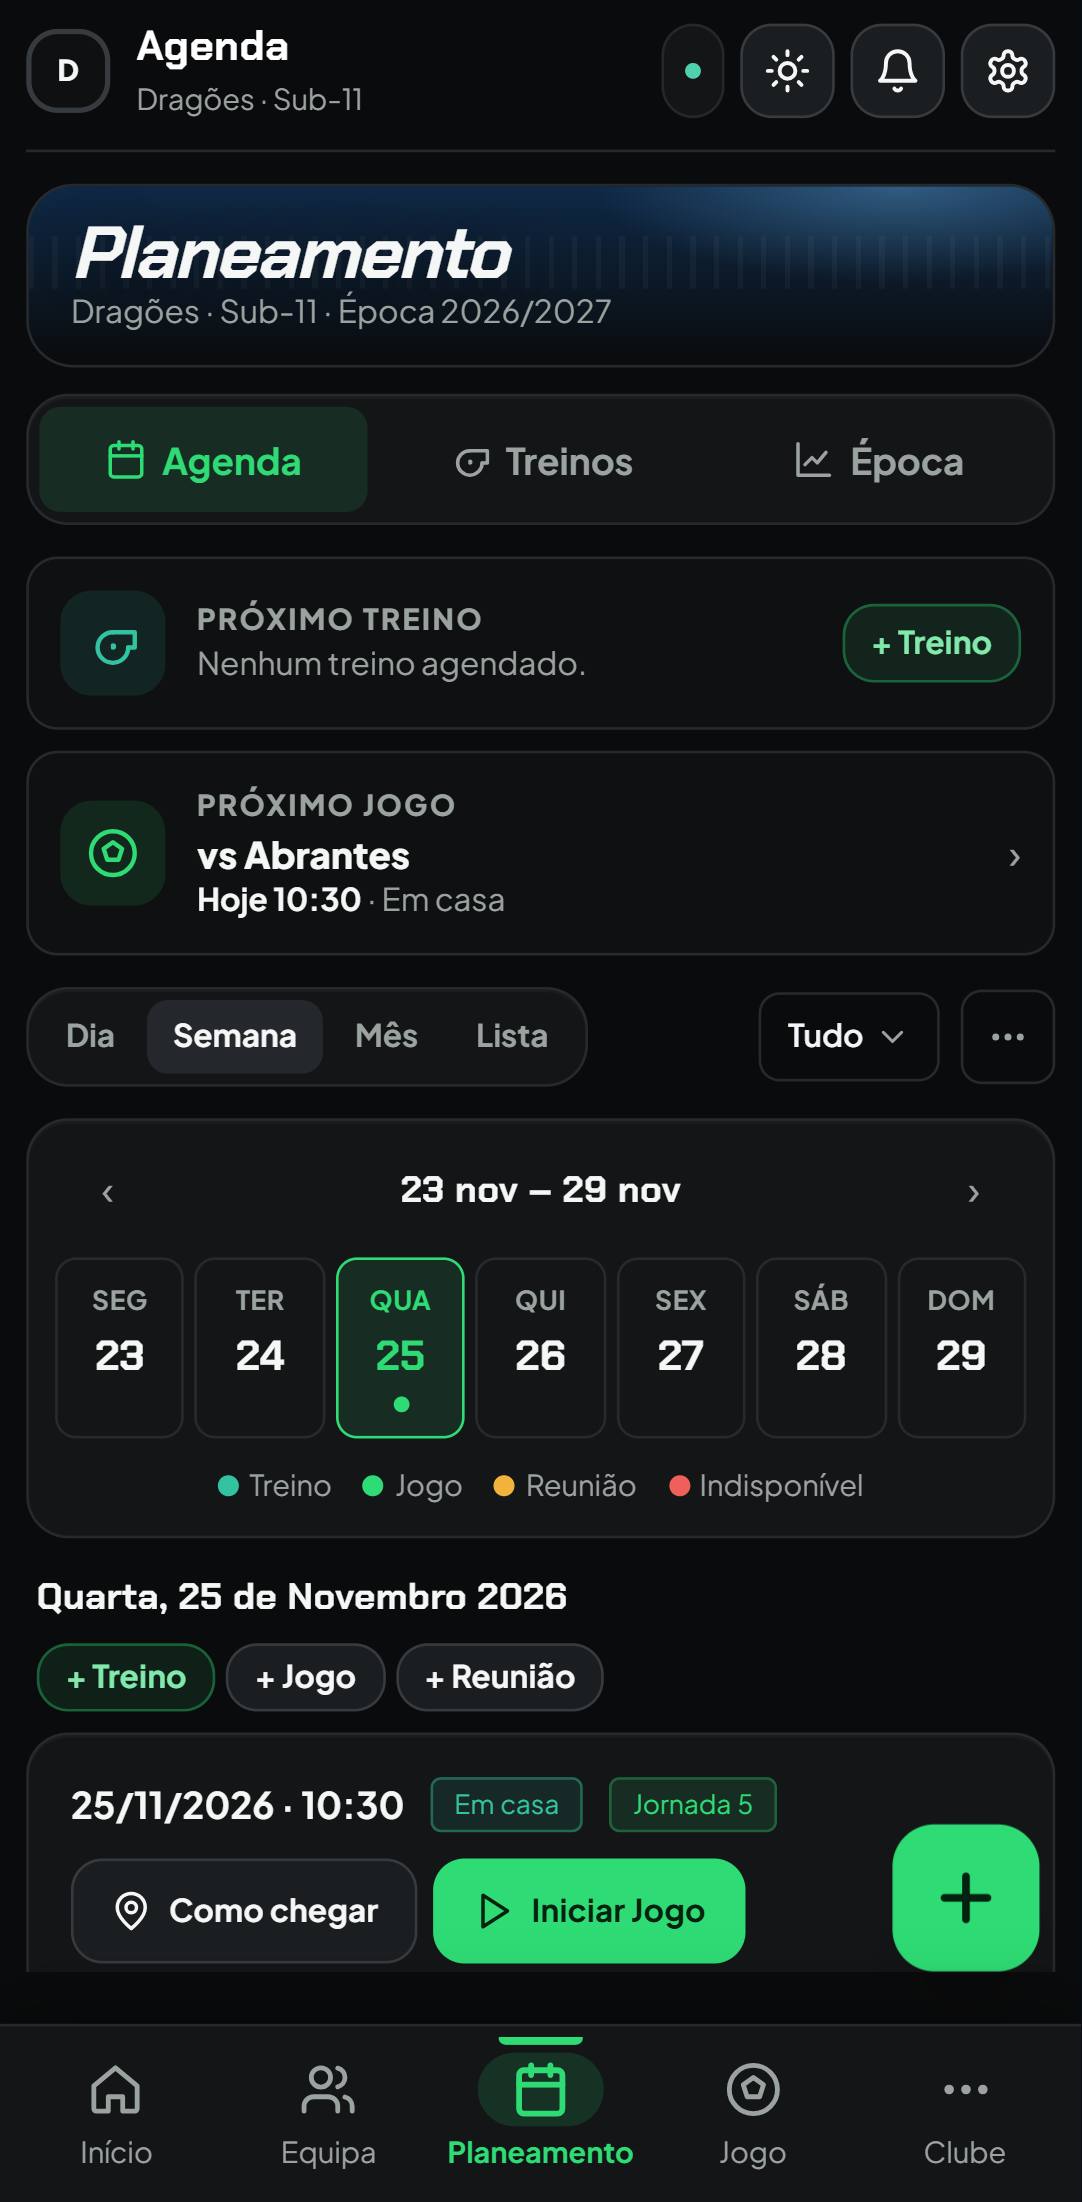 D
Agenda
Dragões · Sub-11
Planeamento
Dragões · Sub-11 · Época 2026/2027
Agenda
Treinos
Época
PRÓXIMO TREINO
Nenhum treino agendado.
+ Treino
PRÓXIMO JOGO
vs Abrantes
Hoje 10:30 · Em casa
›
Dia
Semana
Mês
Lista
Tudo
‹ 23 nov – 29 nov ›
SEG TER QUA QUI SEX SÁB DOM
23 24 25 26 27 28 29
Treino Jogo Reunião Indisponível
Quarta, 25 de Novembro 2026
+ Treino
+ Jogo
+ Reunião
25/11/2026 · 10:30 Em casa Jornada 5
Como chegar
Iniciar Jogo
Início
Equipa
Planeamento
Jogo
Clube